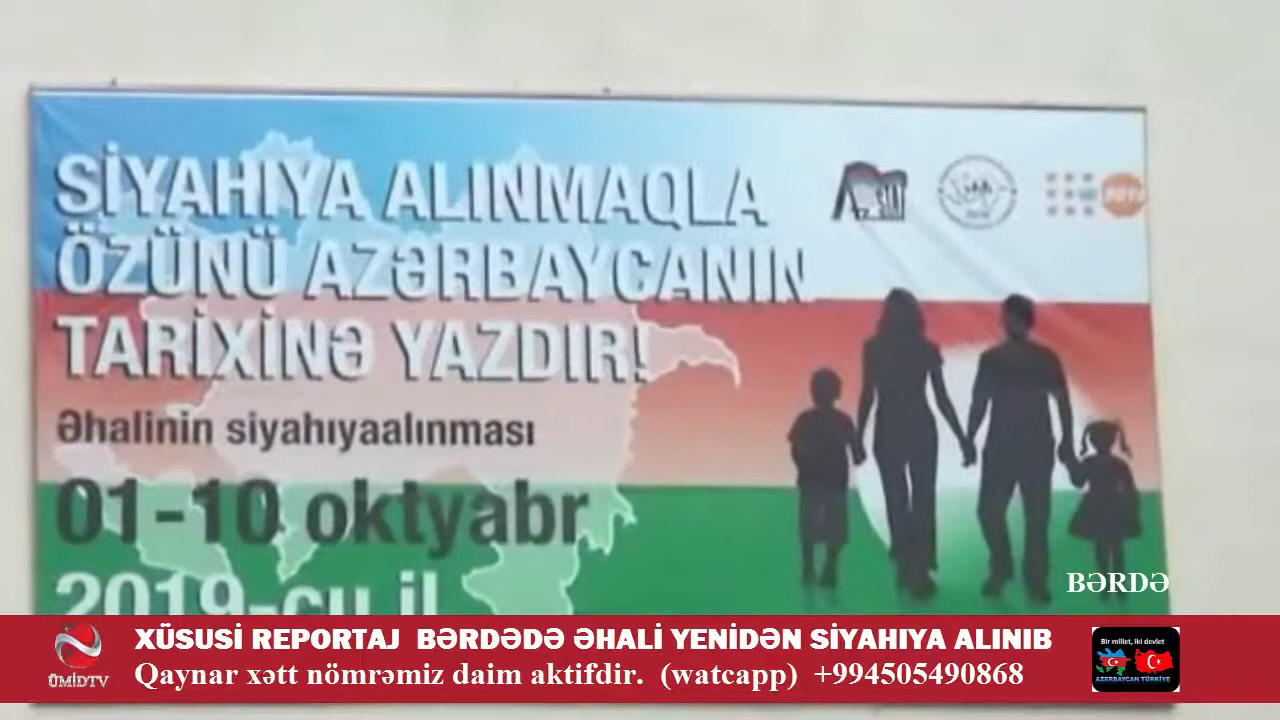 SİYAHIYA ALINMAQLA
ÖZÜNÜ AZƏRBAYCANIN
TARİXİNƏ YAZDIR!
Əhalinin siyahıyaalınması
01-10 oktyabr
2019-cu il
BƏRDƏ
XÜSUSİ REPORTAJ BƏRDƏDƏ ƏHALİ YENİDƏN SİYAHIYA ALINIB
Qaynar xətt nömrəmiz daim aktifdir. (watcapp) +994505490868
ÜMİDTV
Bir millet, iki devlet
AZERBAYCAN TÜRKİYE